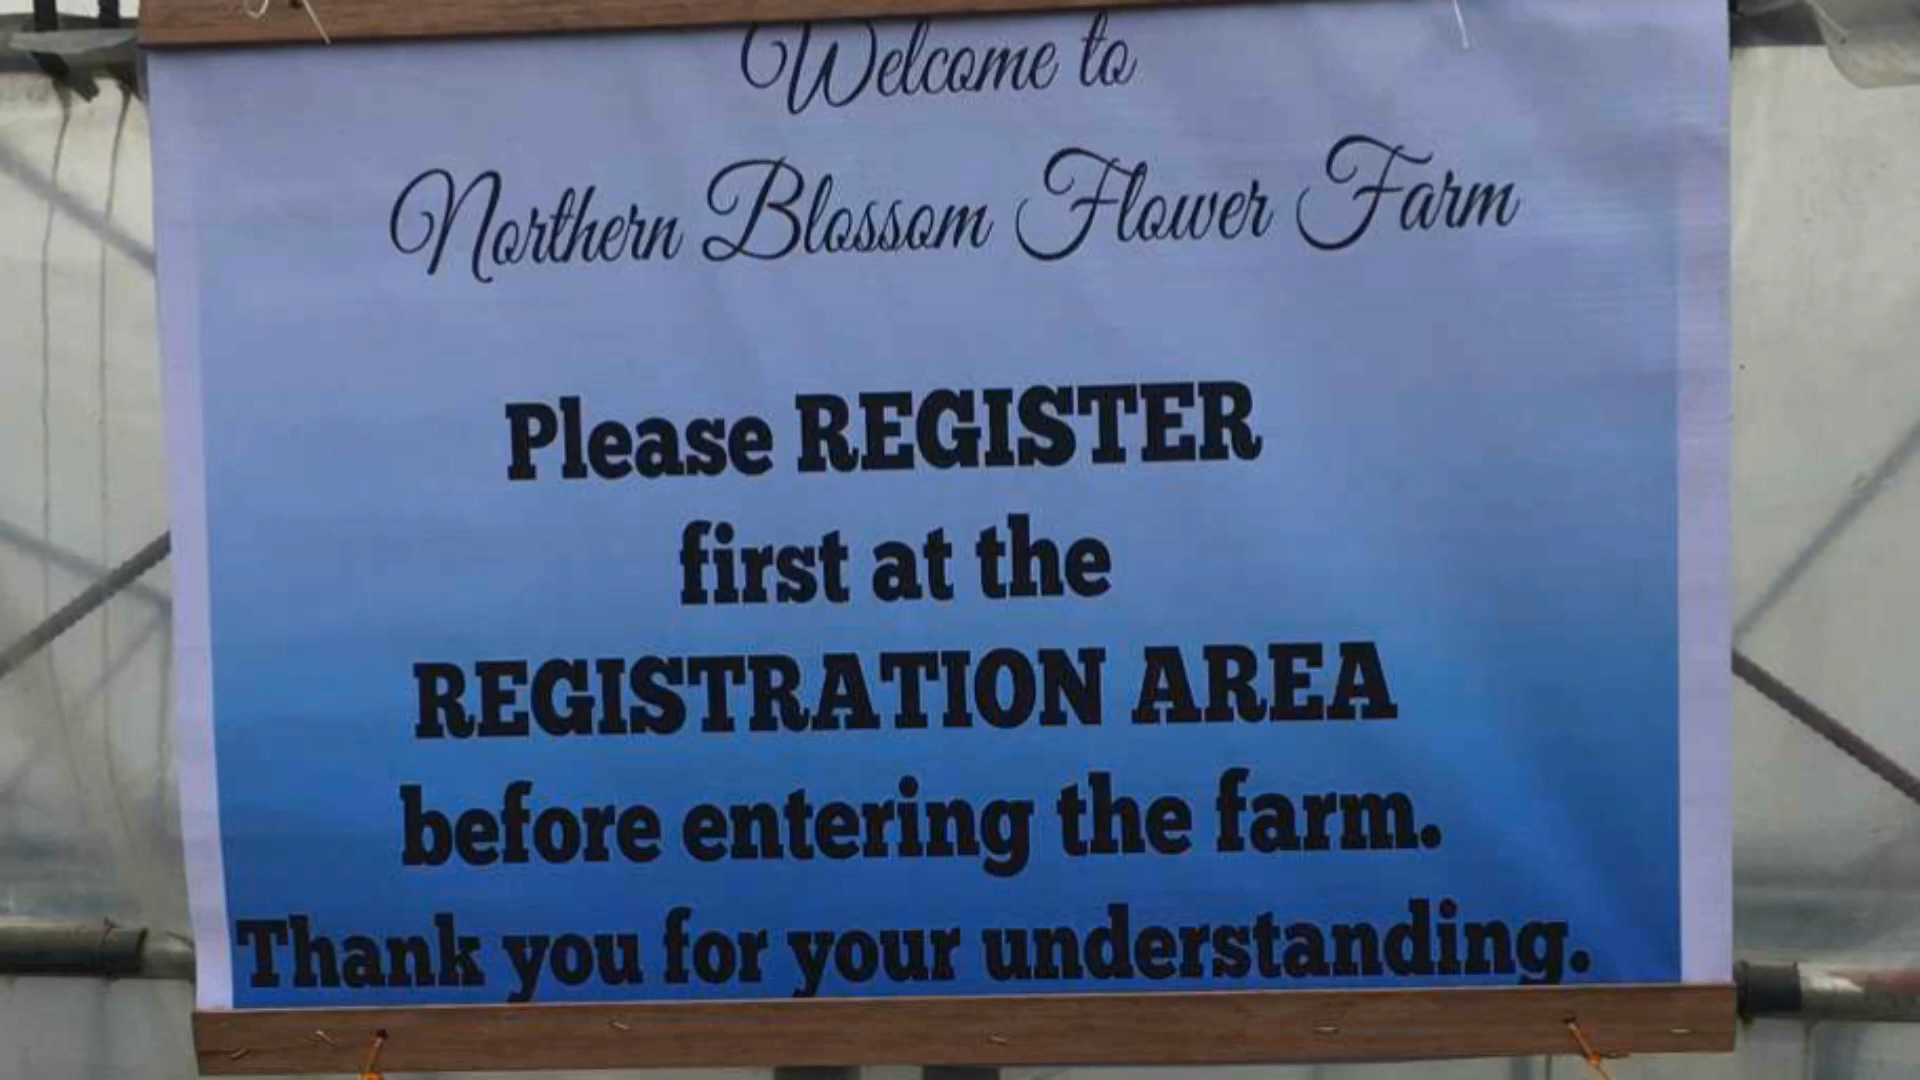 Welcome to
Northern Blossom Flower Farm
Please REGISTER
first at the
REGISTRATION AREA
before entering the farm.
Thank you for your understanding.